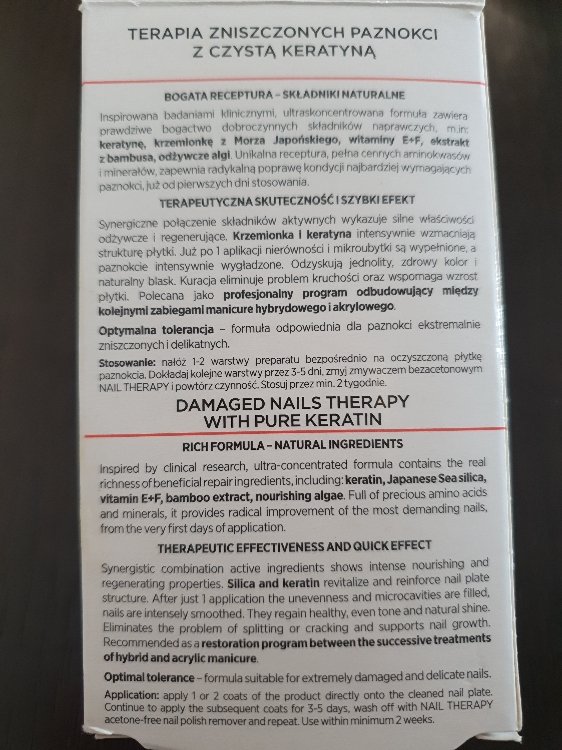 TERAPIA ZNISZCZONYCH PAZNOKCI
Z CZYSTĄ KERATYNĄ
BOGATA RECEPTURA – SKŁADNIKI NATURALNE
Inspirowana badaniami klinicznymi, ultraskoncentrowana formuła zawiera
prawdziwe bogactwo dobroczynnych składników naprawczych, m.in:
keratynę, krzemionkę z Morza Japońskiego, witaminy E+F, ekstrakt
z bambusa, odżywcze algi. Unikalna receptura, pełna cennych aminokwasów
i minerałów, zapewnia radykalną poprawę kondycji najbardziej wymagających
paznokci, już od pierwszych dni stosowania.
TERAPEUTYCZNA SKUTECZNOŚĆ I SZYBKI EFEKT
Synergiczne połączenie składników aktywnych wykazuje silne właściwości
odżywcze i regenerujące. Krzemionka i keratyna intensywnie wzmacniają
strukturę płytki. Już po 1 aplikacji nierówności i mikroubytki są wypełnione, a
paznokcie intensywnie wygładzone. Odzyskują jednolity, zdrowy kolor i
naturalny blask. Kuracja eliminuje problem kruchości oraz wspomaga wzrost
płytki. Polecana jako profesjonalny program odbudowujący między
kolejnymi zabiegami manicure hybrydowego i akrylowego.
Optymalna tolerancja – formuła odpowiednia dla paznokci ekstremalnie
zniszczonych i delikatnych.
Stosowanie: nałóż 1-2 warstwy preparatu bezpośrednio na oczyszczoną płytkę
paznokcia. Dokładaj kolejne warstwy przez 3-5 dni, zmyj zmywaczem bezacetonowym
NAIL THERAPY i powtórz czynność. Stosuj przez min. 2 tygodnie.
DAMAGED NAILS THERAPY
WITH PURE KERATIN
RICH FORMULA – NATURAL INGREDIENTS
Inspired by clinical research, ultra-concentrated formula contains the real
richness of beneficial repair ingredients, including: keratin, Japanese Sea silica,
vitamin E+F, bamboo extract, nourishing algae. Full of precious amino acids
and minerals, it provides radical improvement of the most demanding nails,
from the very first days of application.
THERAPEUTIC EFFECTIVENESS AND QUICK EFFECT
Synergistic combination active ingredients shows intense nourishing and
regenerating properties. Silica and keratin revitalize and reinforce nail plate
structure. After just 1 application the unevenness and microcavities are filled,
nails are intensely smoothed. They regain healthy, even tone and natural shine.
Eliminates the problem of splitting or cracking and supports nail growth.
Recommended as a restoration program between the successive treatments
of hybrid and acrylic manicure.
Optimal tolerance – formula suitable for extremely damaged and delicate nails.
Application: apply 1 or 2 coats of the product directly onto the cleaned nail plate.
Continue to apply the subsequent coats for 3-5 days, wash off with NAIL THERAPY
acetone-free nail polish remover and repeat. Use within minimum 2 weeks.